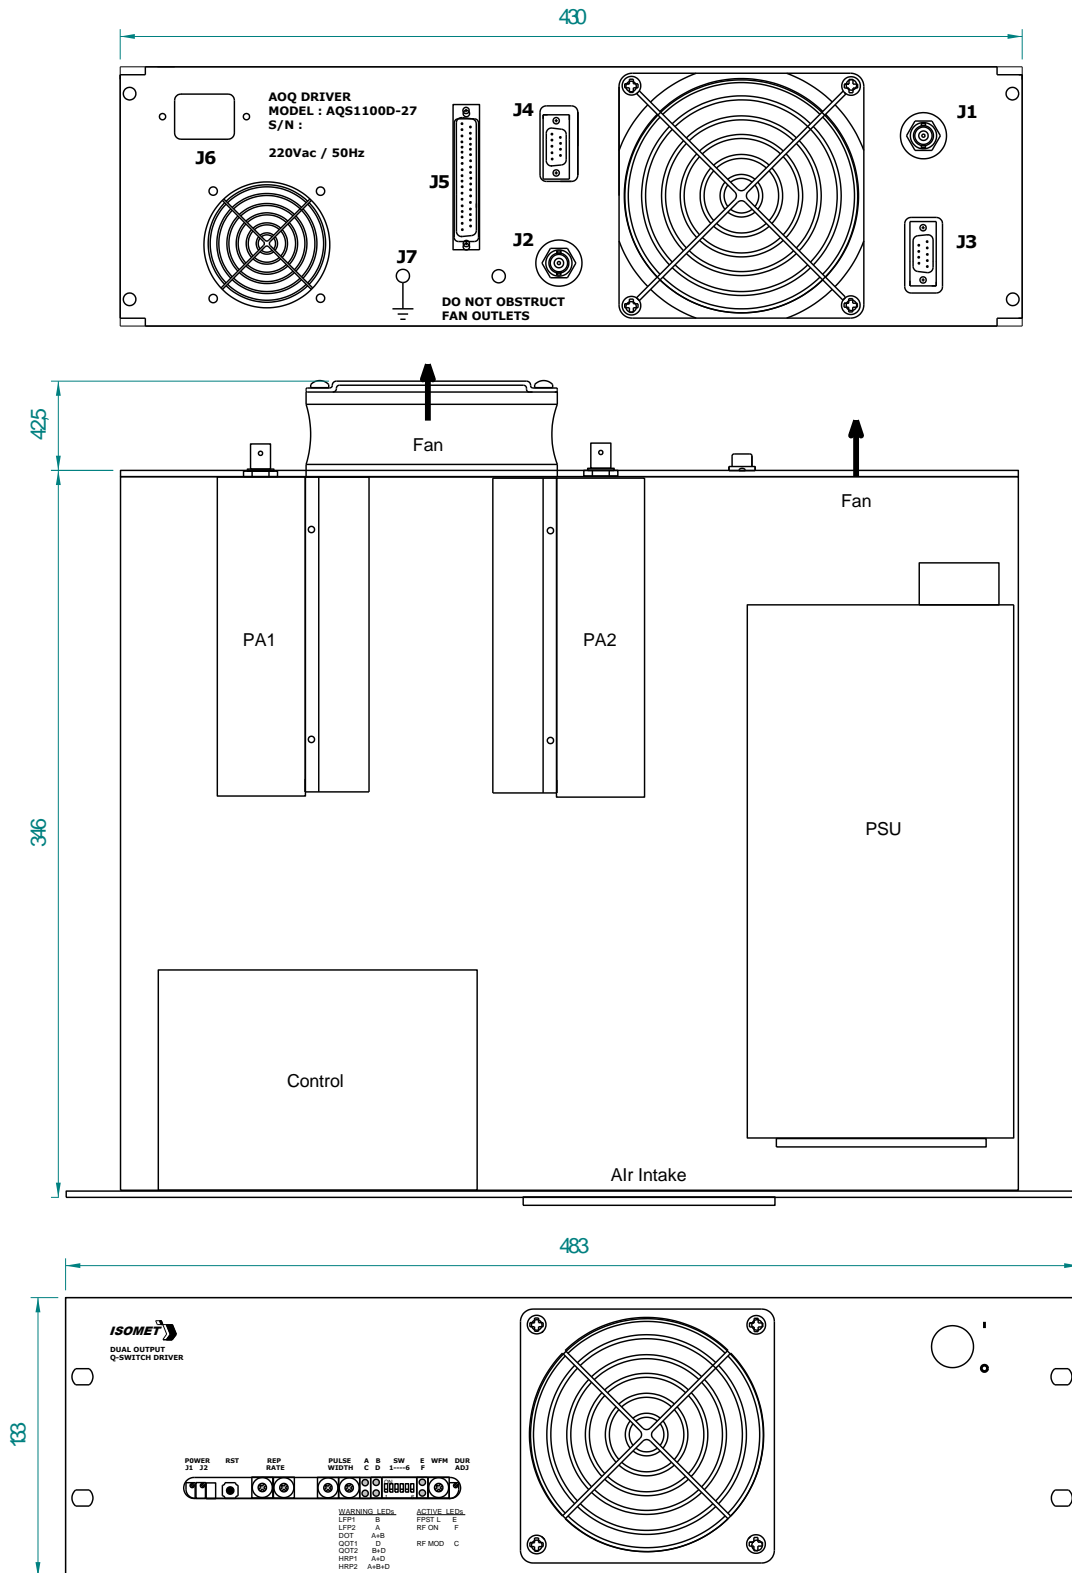 430
AOQ DRIVER
MODEL : AQS1100D-27
S/N :
220Vac / 50Hz
J6
J5
J4
J2
J1
J3
J7
DO NOT OBSTRUCT
FAN OUTLETS
42,5
Fan
Fan
PA1
PA2
346
PSU
Control
AIr Intake
483
133
ISOMET
DUAL OUTPUT
Q-SWITCH DRIVER
POWER RST REP PULSE A B SW E WFM DUR
J1 J2 RATE WIDTH C D 1----6 F ADJ
WARNING LEDs ACTIVE LEDs
LFP1 B FPST L E
LFP2 A RF ON F
DOT A+B
QOT1 D RF MOD C
QOT2 B+D
HRP1 A+D
HRP2 A+B+D